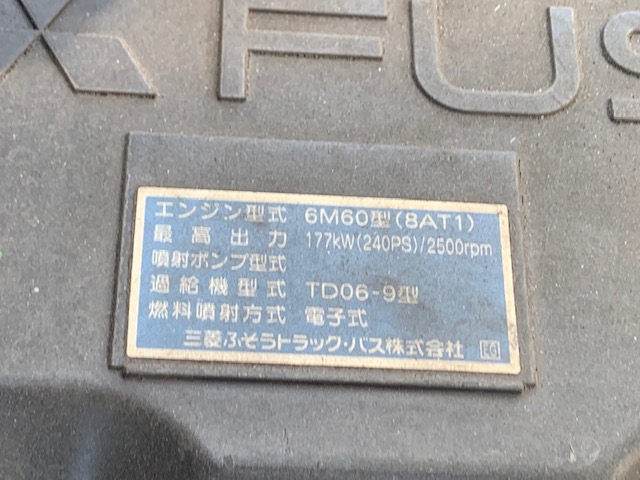 FUS
エンジン型式 6M60型(8AT1)
最高出力 177kW(240PS)/2500rpm
噴射ポンプ型式
過給機型式 TD06-9型
燃料噴射方式 電子式
三菱ふそうトラック・バス株式会社